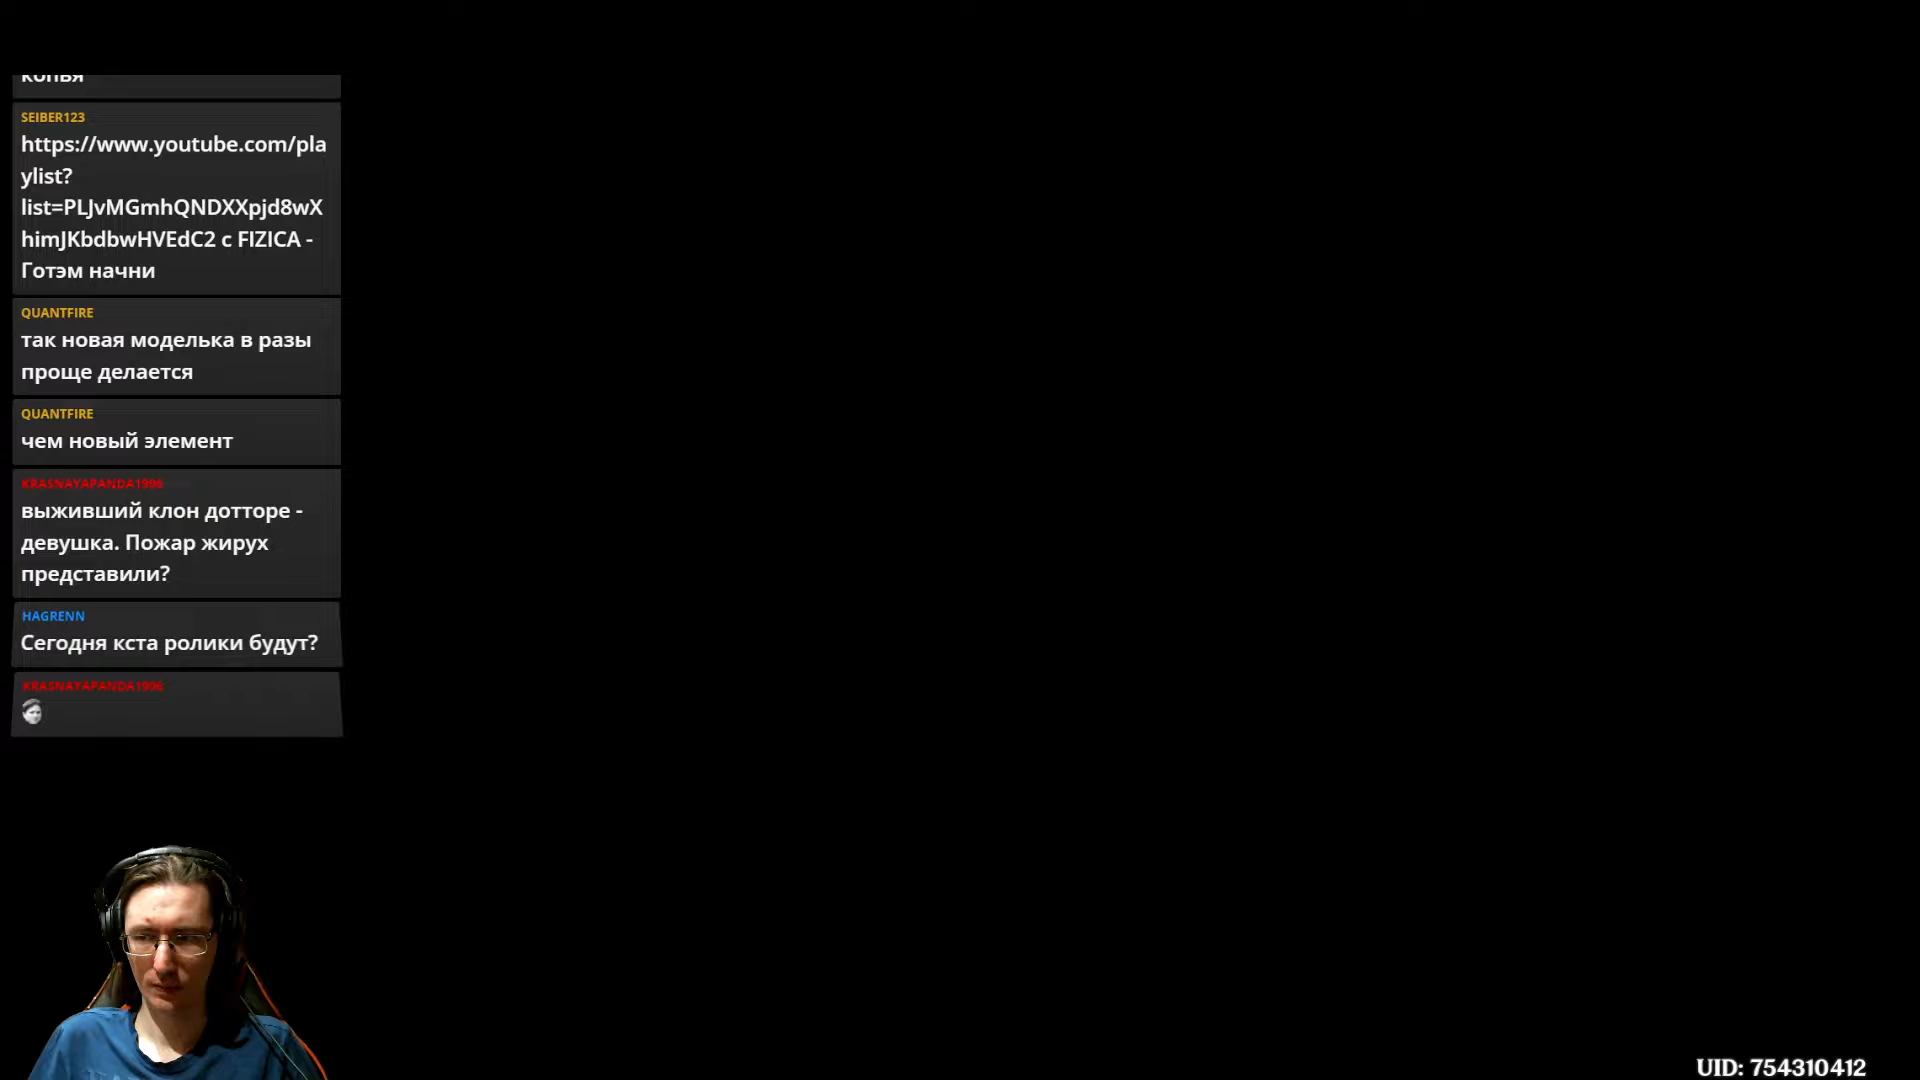 копья
SEIBER123
https://www.youtube.com/pla
ylist?
list=PLJvMGmhQNDXXpjd8wX
himJKbdbwHVEdC2 с FIZICA -
Готэм начни
QUANTFIRE
так новая моделька в разы
проще делается
QUANTFIRE
чем новый элемент
KRASNAYAPANDA1996
выживший клон дотторе -
девушка. Пожар жирух
представили?
HAGRENN
Сегодня кста ролики будут?
KRASNAYAPANDA1996
UID: 754310412